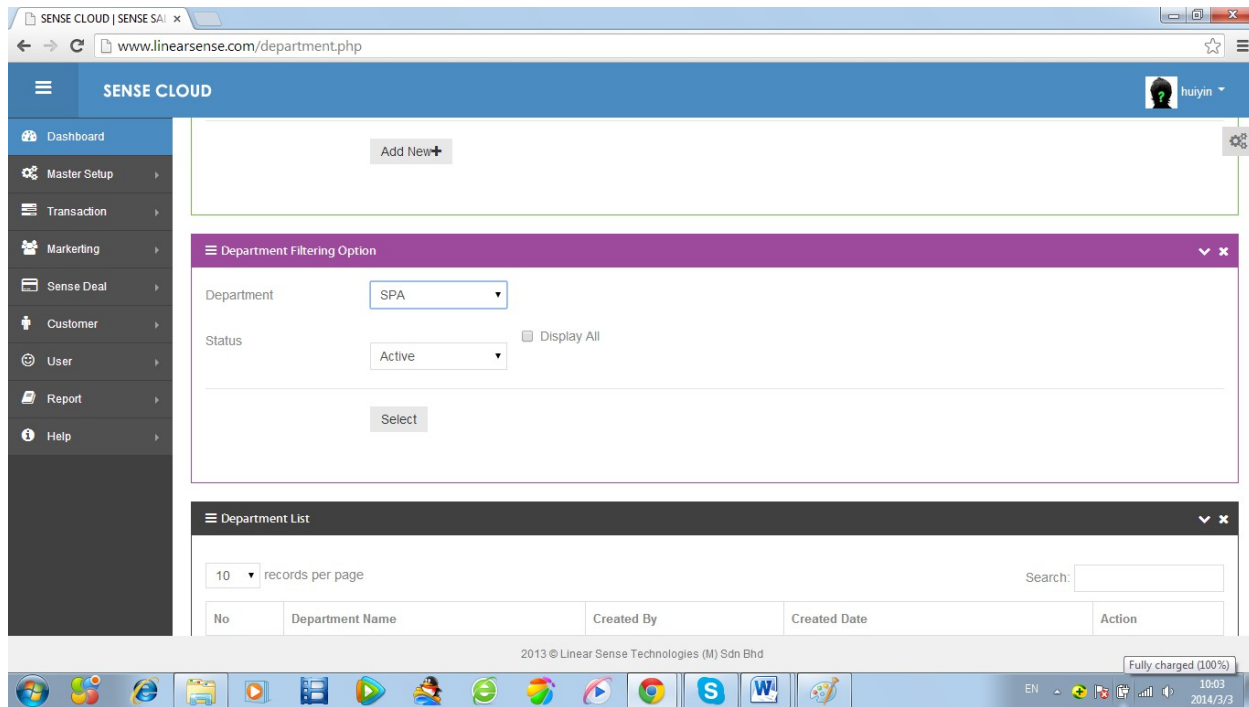 SENSE CLOUD | SENSE SAL
www.linearsense.com/department.php
SENSE CLOUD
huiyin
Dashboard
Master Setup
Transaction
Markerting
Sense Deal
Customer
User
Report
Help
Add New+
Department Filtering Option
Department SPA
Status Display All
Active
Select
Department List
10 records per page Search:
No Department Name Created By Created Date Action
2013 © Linear Sense Technologies (M) Sdn Bhd
Fully charged (100%)
EN 10:03
2014/3/3